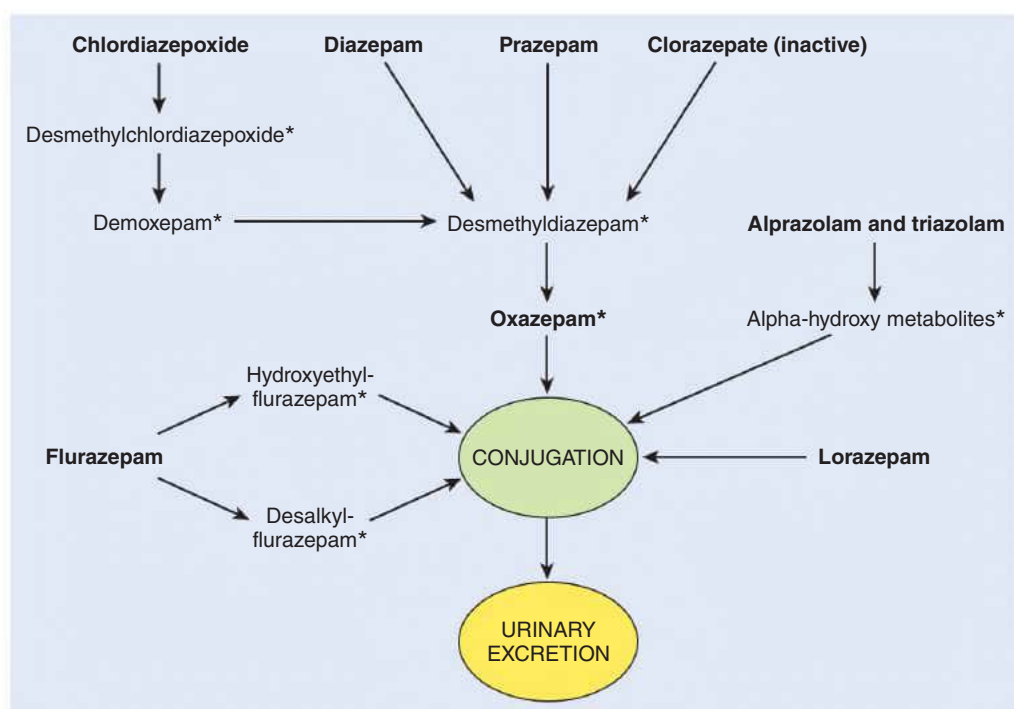 Chlordiazepoxide
Diazepam
Prazepam
Clorazepate (inactive)
Desmethylchlordiazepoxide*
Demoxepam*
Desmethyldiazepam*
Alprazolam and triazolam
Oxazepam*
Alpha-hydroxy metabolites*
Hydroxyethyl-
flurazepam*
Flurazepam
CONJUGATION
Lorazepam
Desalkyl-
flurazepam*
URINARY
EXCRETION